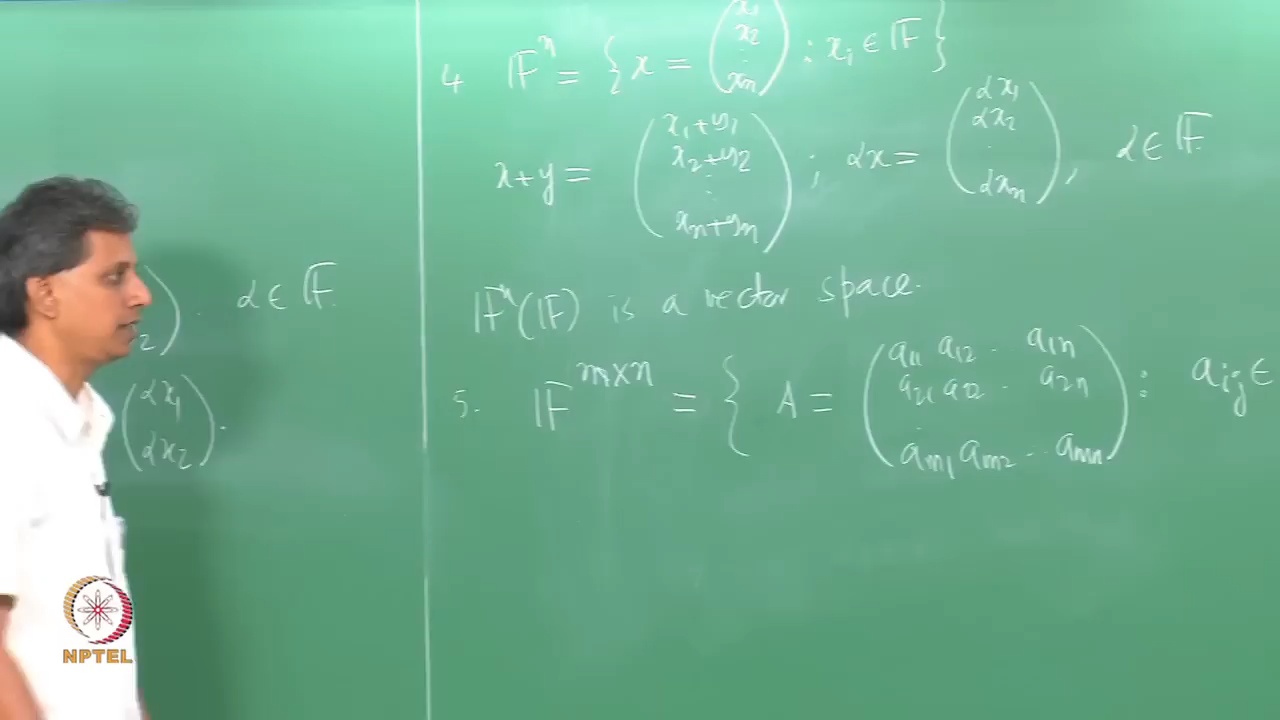 4 𝔽ⁿ = { x = (x₁ x₂ ⋮ xₙ) : xᵢ ∈ 𝔽 }
x+y = (x₁+y₁ x₂+y₂ ⋮ xₙ+yₙ) ; αx = (αx₁ αx₂ ⋮ αxₙ), α ∈ 𝔽.
2). α ∈ 𝔽.
𝔽ⁿ(𝔽) is a vector space.
5. 𝔽^{m×n} = { A = (a₁₁ a₁₂ .. a₁ₙ
a₂₁ a₂₂ .. a₂ₙ
⋮
aₘ₁ aₘ₂ ... aₘₙ) : aᵢⱼ ∈
(αx₁ αx₂).
NPTEL